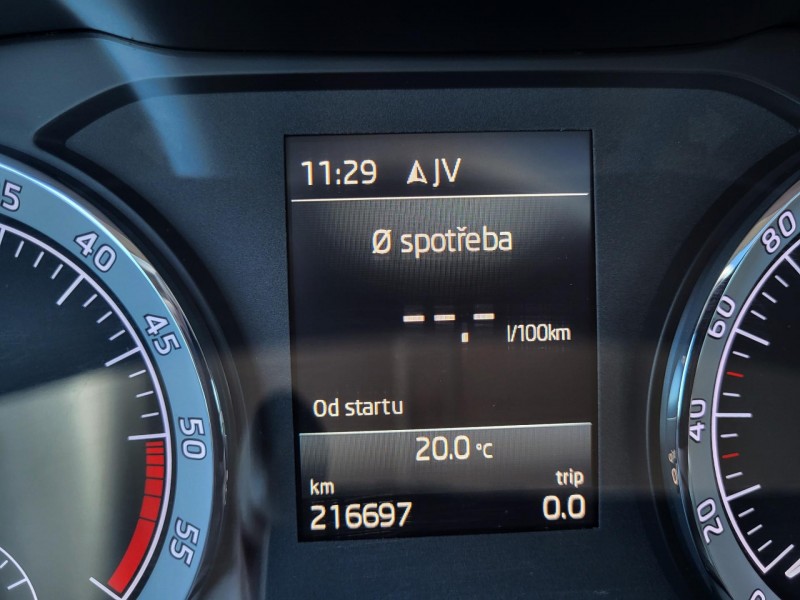 11:29 JV
Ø spotřeba
--.- l/100km
Od startu
20.0 °C
km trip
216697 0.0
5
40
45
50
55
80
60
40
20